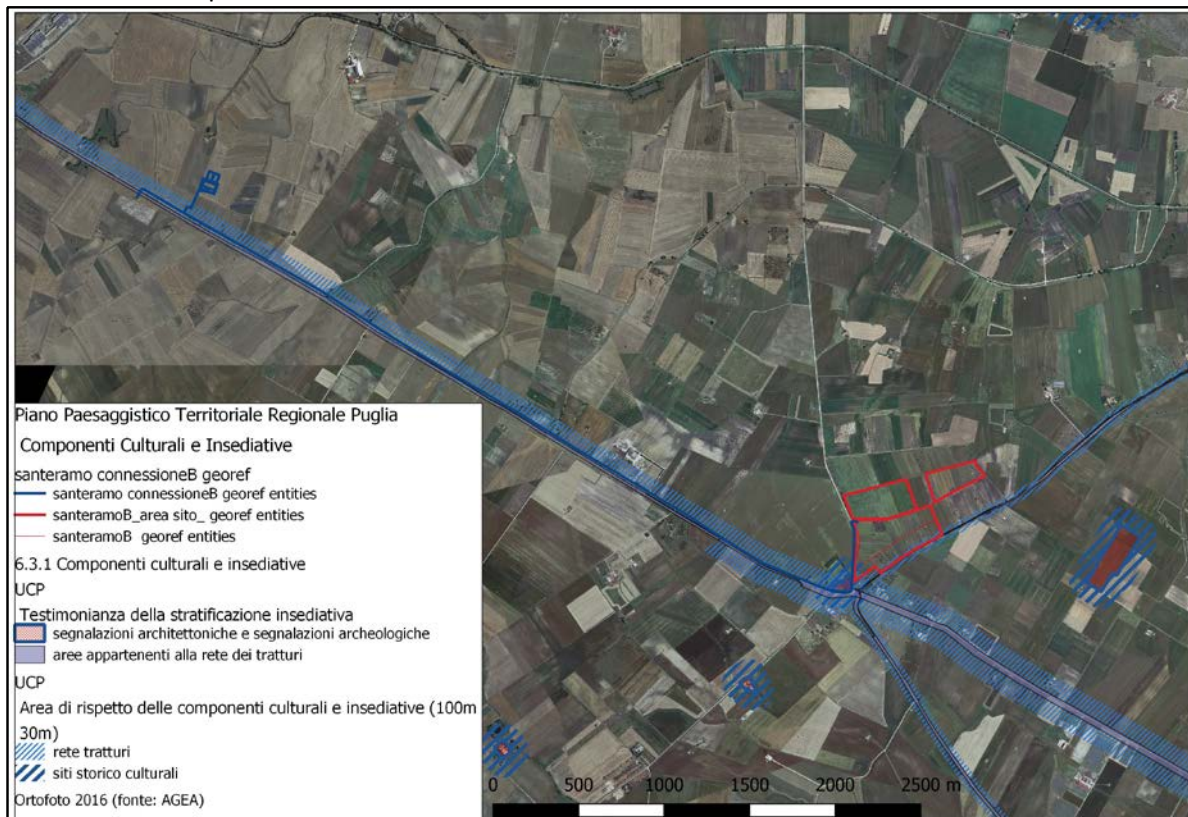 Piano Paesaggistico Territoriale Regionale Puglia
Componenti Culturali e Insediative
santeramo connessioneB georef
santeramo connessioneB georef entities
santeramoB_area sito_ georef entities
santeramoB georef entities
6.3.1 Componenti culturali e insediative
UCP
Testimonianza della stratificazione insediativa
segnalazioni architettoniche e segnalazioni archeologiche
aree appartenenti alla rete dei tratturi
UCP
Area di rispetto delle componenti culturali e insediative (100m
30m)
rete tratturi
siti storico culturali
Ortofoto 2016 (fonte: AGEA)
0 500 1000 1500 2000 2500 m